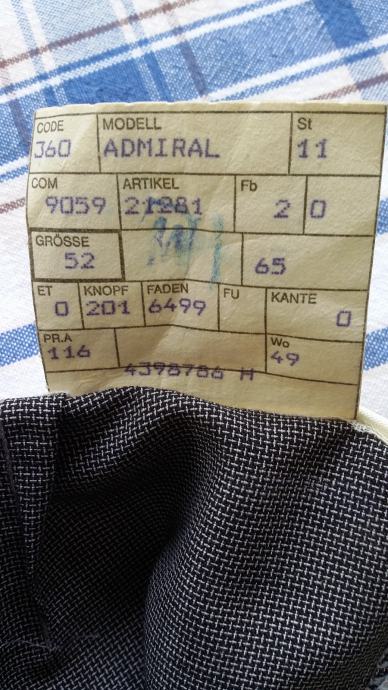 CODE MODELL St
360 ADMIRAL 11
COM ARTIKEL Fb
9059 21281 2 0
GRÖSSE
52 65
ET KNOPF FADEN FU KANTE
0 201 6499 0
PR.A Wo
116 49
4398786 H